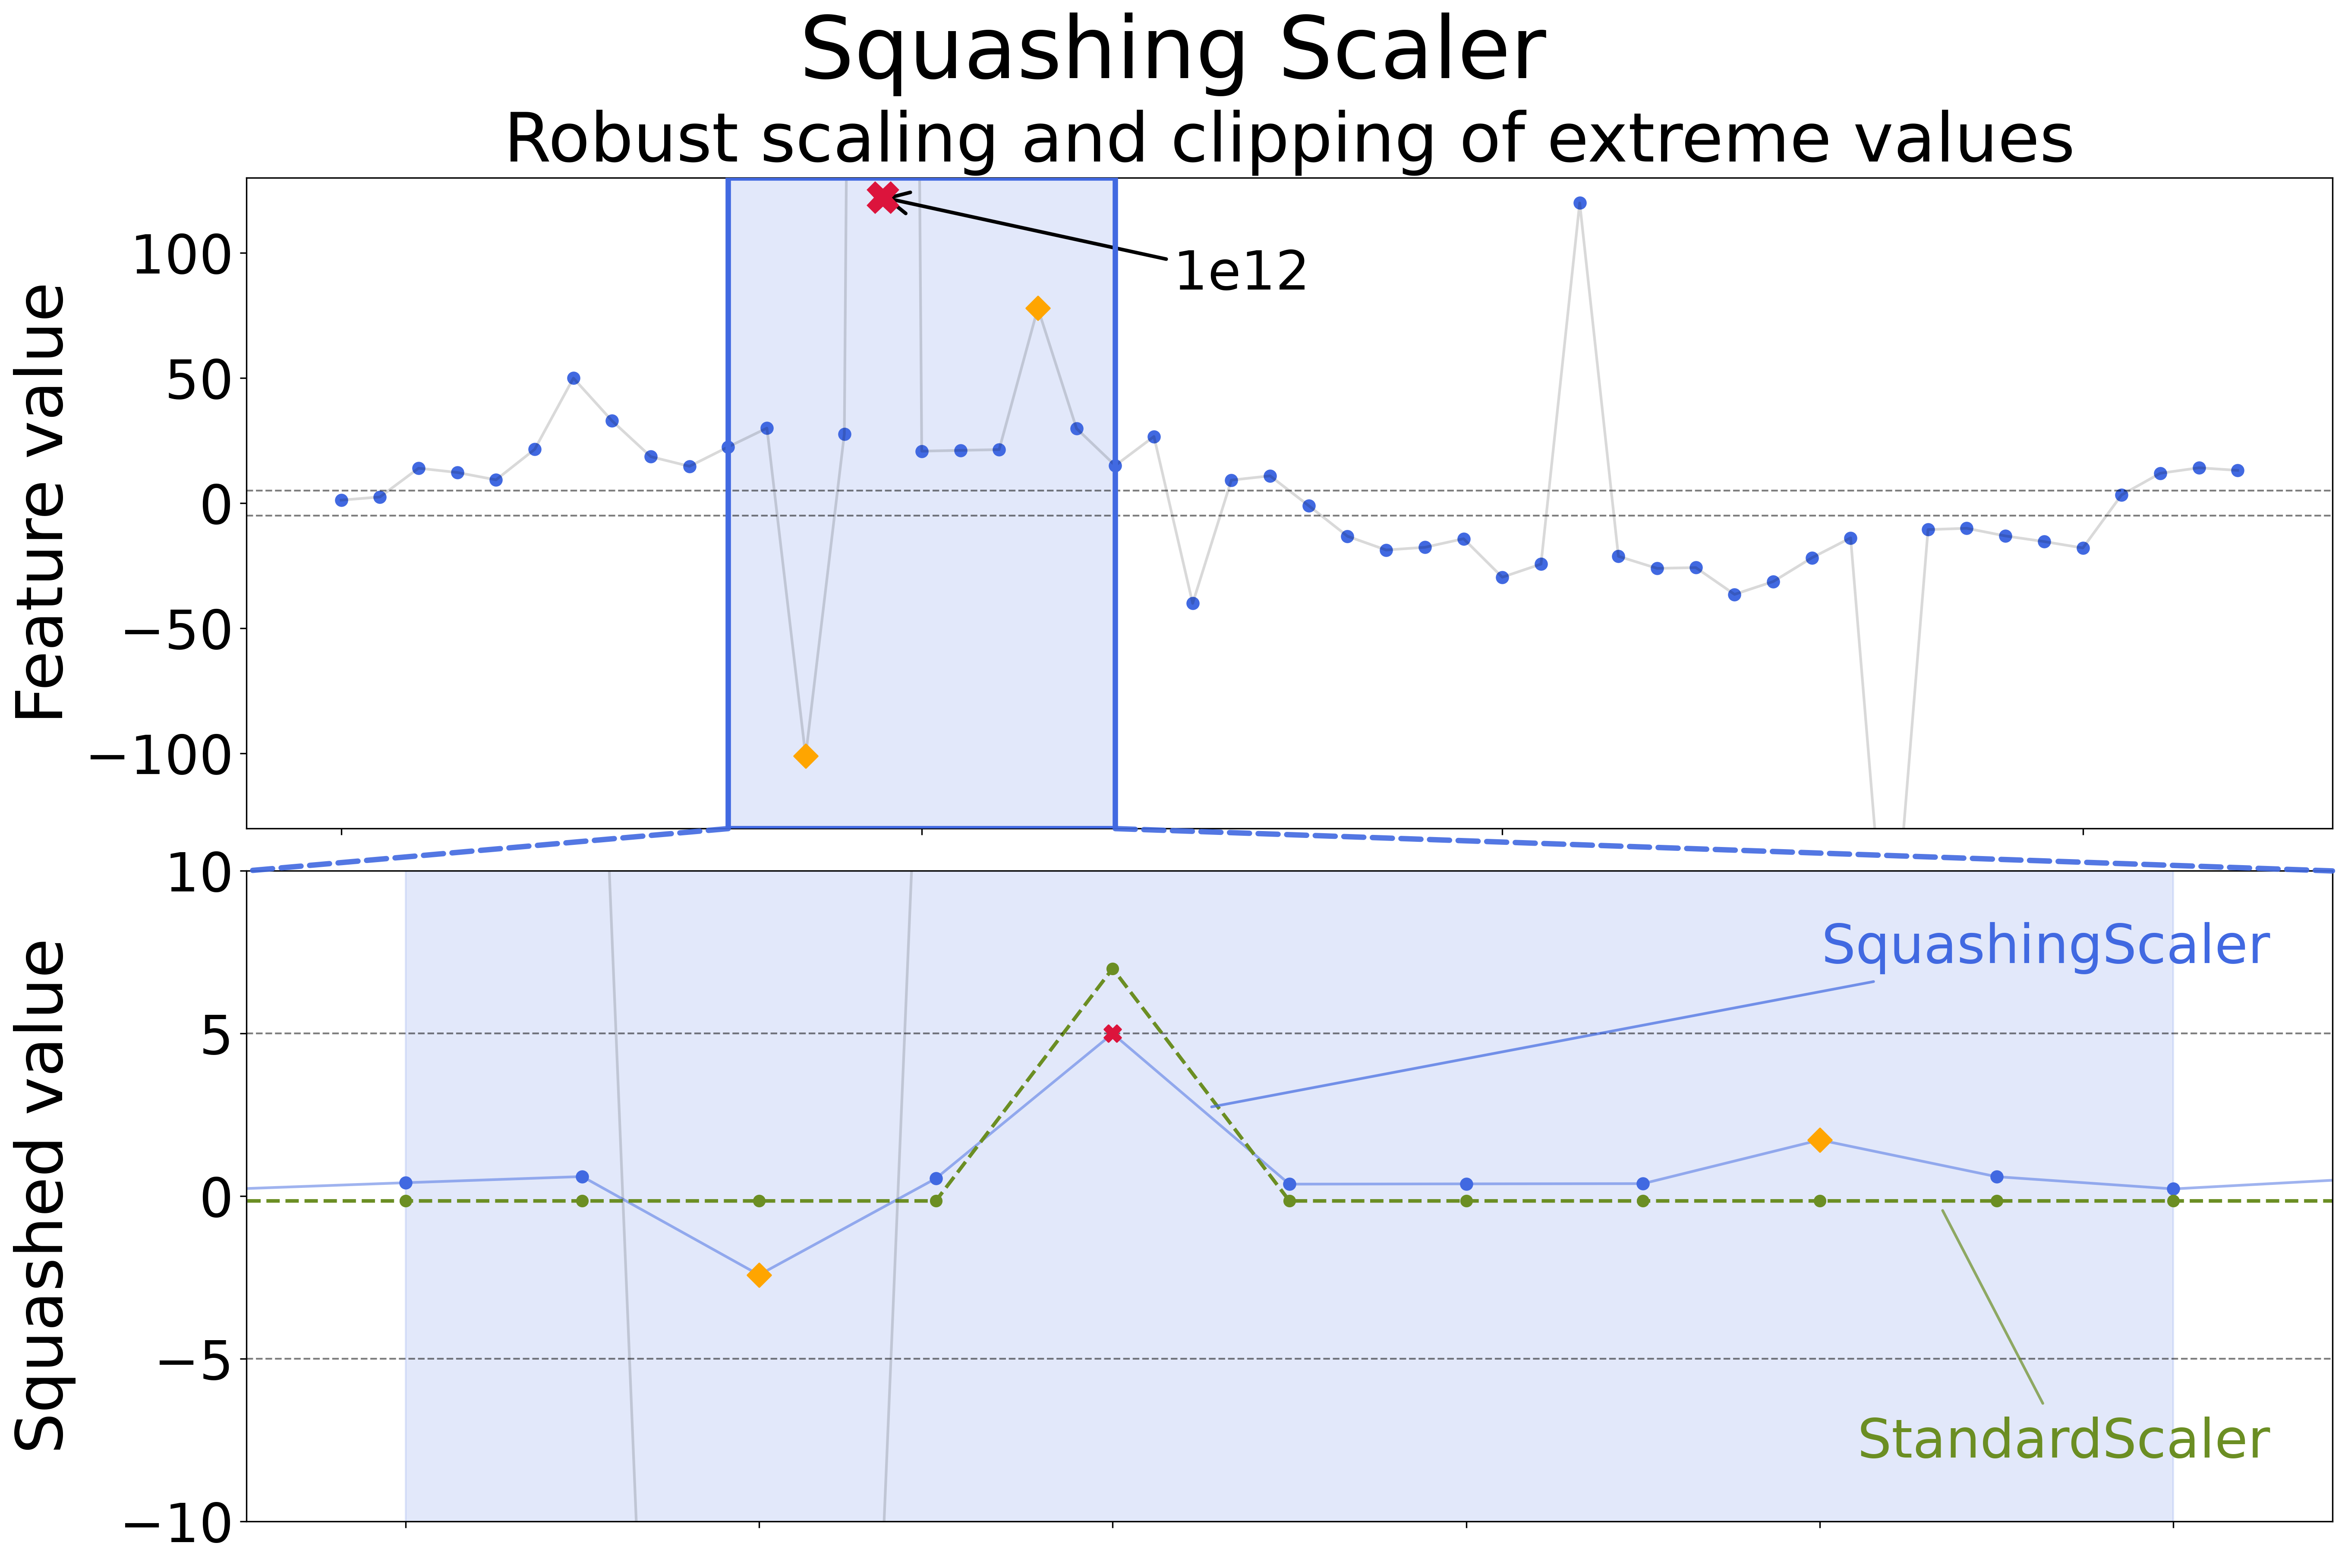 Squashing Scaler
Robust scaling and clipping of extreme values
Feature value
100
50
0
−50
−100
1e12
Squashed value
10
5
0
−5
−10
SquashingScaler
StandardScaler